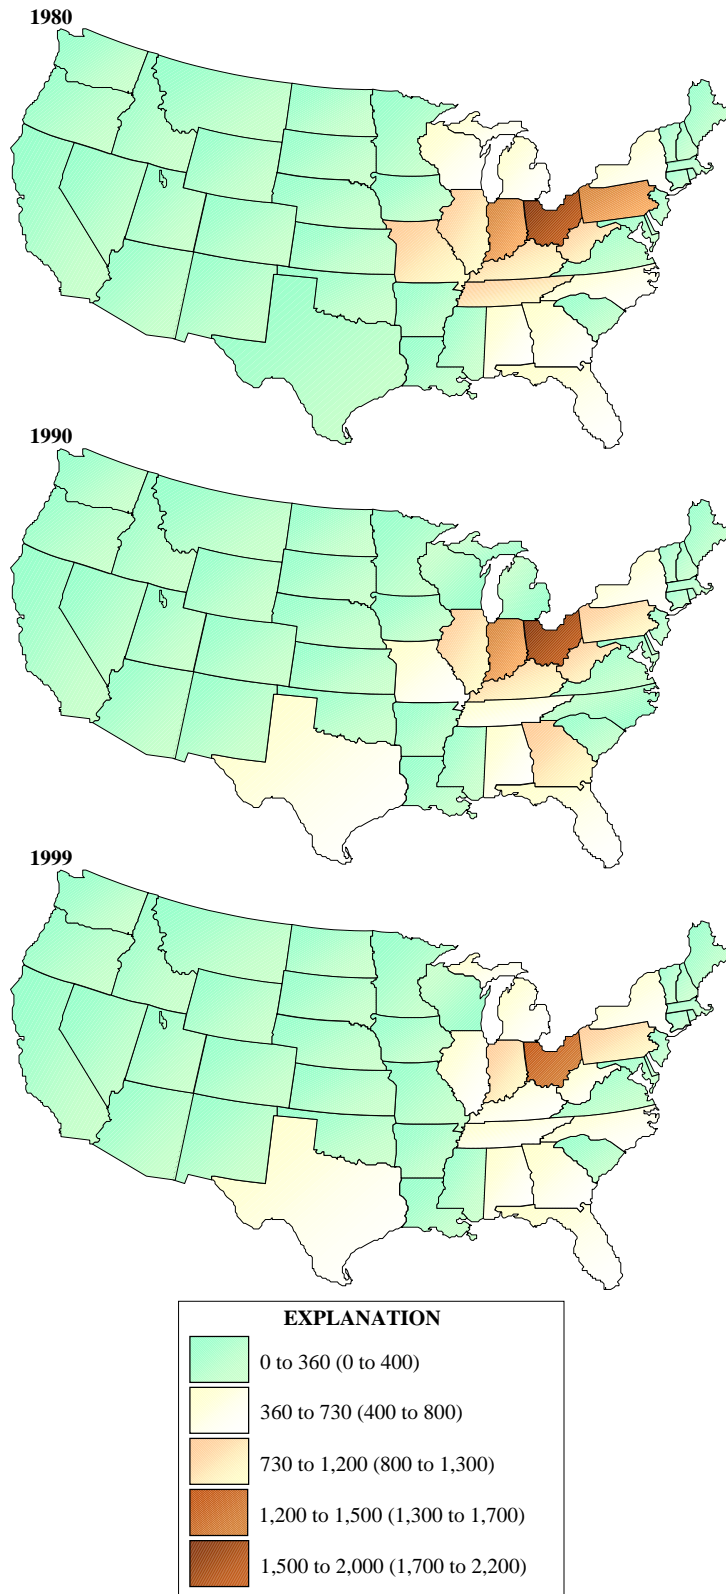 1980
1990
1999
EXPLANATION
0 to 360 (0 to 400)
360 to 730 (400 to 800)
730 to 1,200 (800 to 1,300)
1,200 to 1,500 (1,300 to 1,700)
1,500 to 2,000 (1,700 to 2,200)